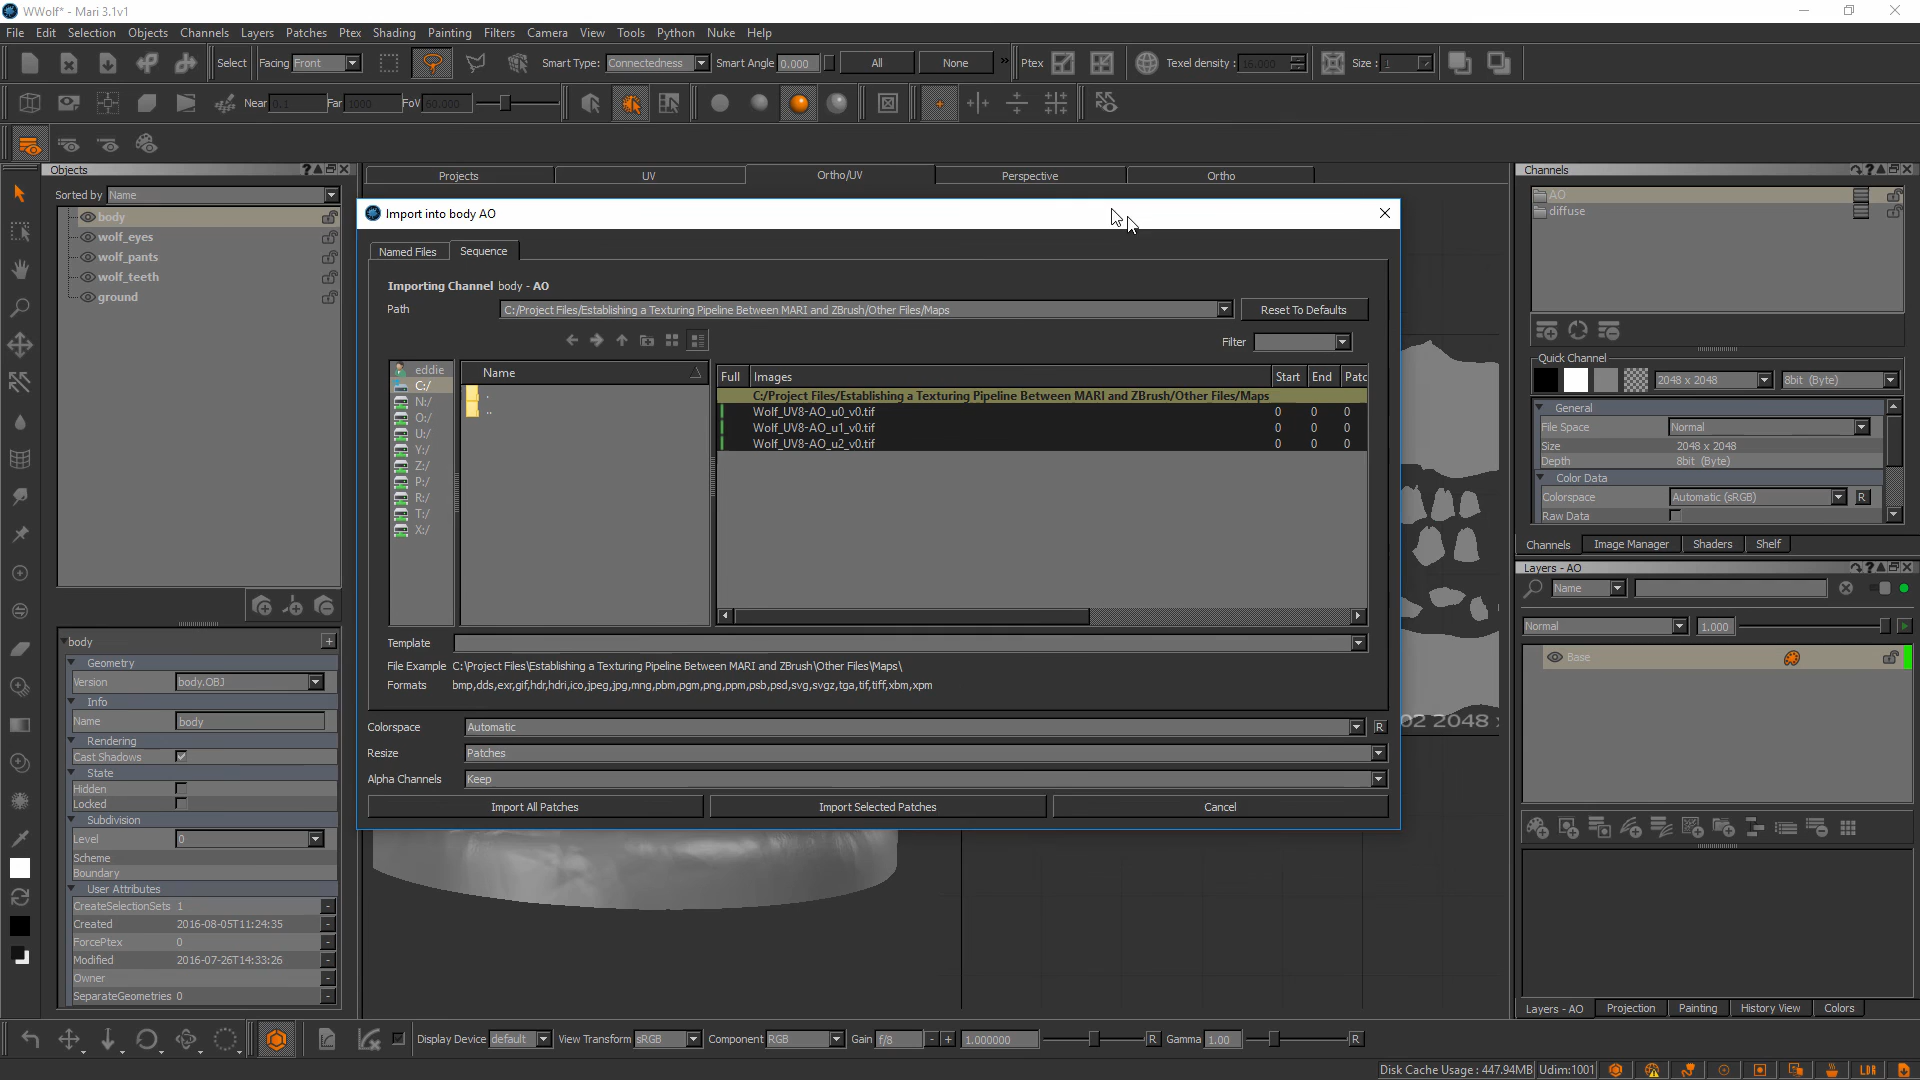 WWolf* - Mari 3.1v1
File Edit Selection Objects Channels Layers Patches Ptex Shading Painting Filters Camera View Tools Python Nuke Help
Select Facing Front Smart Type: Connectedness Smart Angle 0.000 All None » Ptex Texel density : 16.000 Size : 1
Near 0.1 Far 1000 FoV 60.000
Objects
Sorted by Name
body
wolf_eyes
wolf_pants
wolf_teeth
ground
body
Geometry
Version body.OBJ
Info
Name body
Rendering
Cast Shadows
State
Hidden
Locked
Subdivision
Level 0
Scheme
Boundary
User Attributes
CreateSelectionSets 1
Created 2016-08-05T11:24:35
ForcePtex 0
Modified 2016-07-26T14:33:26
Owner
SeparateGeometries 0
Projects UV Ortho/UV Perspective Ortho
Import into body AO
Named Files Sequence
Importing Channel body - AO
Path C:/Project Files/Establishing a Texturing Pipeline Between MARI and ZBrush/Other Files/Maps Reset To Defaults
Filter
eddie
C:/
N:/
O:/
U:/
Y:/
Z:/
P:/
R:/
T:/
X:/
Name
.
..
Full Images Start End Patc
C:/Project Files/Establishing a Texturing Pipeline Between MARI and ZBrush/Other Files/Maps
Wolf_UV8-AO_u0_v0.tif 0 0 0
Wolf_UV8-AO_u1_v0.tif 0 0 0
Wolf_UV8-AO_u2_v0.tif 0 0 0
Template
File Example C:\Project Files\Establishing a Texturing Pipeline Between MARI and ZBrush\Other Files\Maps\
Formats bmp,dds,exr,gif,hdr,hdri,ico,jpeg,jpg,mng,pbm,pgm,png,ppm,psb,psd,svg,svgz,tga,tif,tiff,xbm,xpm
Colorspace Automatic R
Resize Patches
Alpha Channels Keep
Import All Patches Import Selected Patches Cancel
02 2048 x
Channels
AO
diffuse
Quick Channel
2048 x 2048 8bit (Byte)
General
File Space Normal
Size 2048 x 2048
Depth 8bit (Byte)
Color Data
Colorspace Automatic (sRGB) R
Raw Data
Channels Image Manager Shaders Shelf
Layers - AO
Name
Normal 1.000
Base
Layers - AO Projection Painting History View Colors
Display Device default View Transform sRGB Component RGB Gain f/8 - + 1.000000 R Gamma 1.00 R
Disk Cache Usage : 447.94MB Udim:1001 LDR